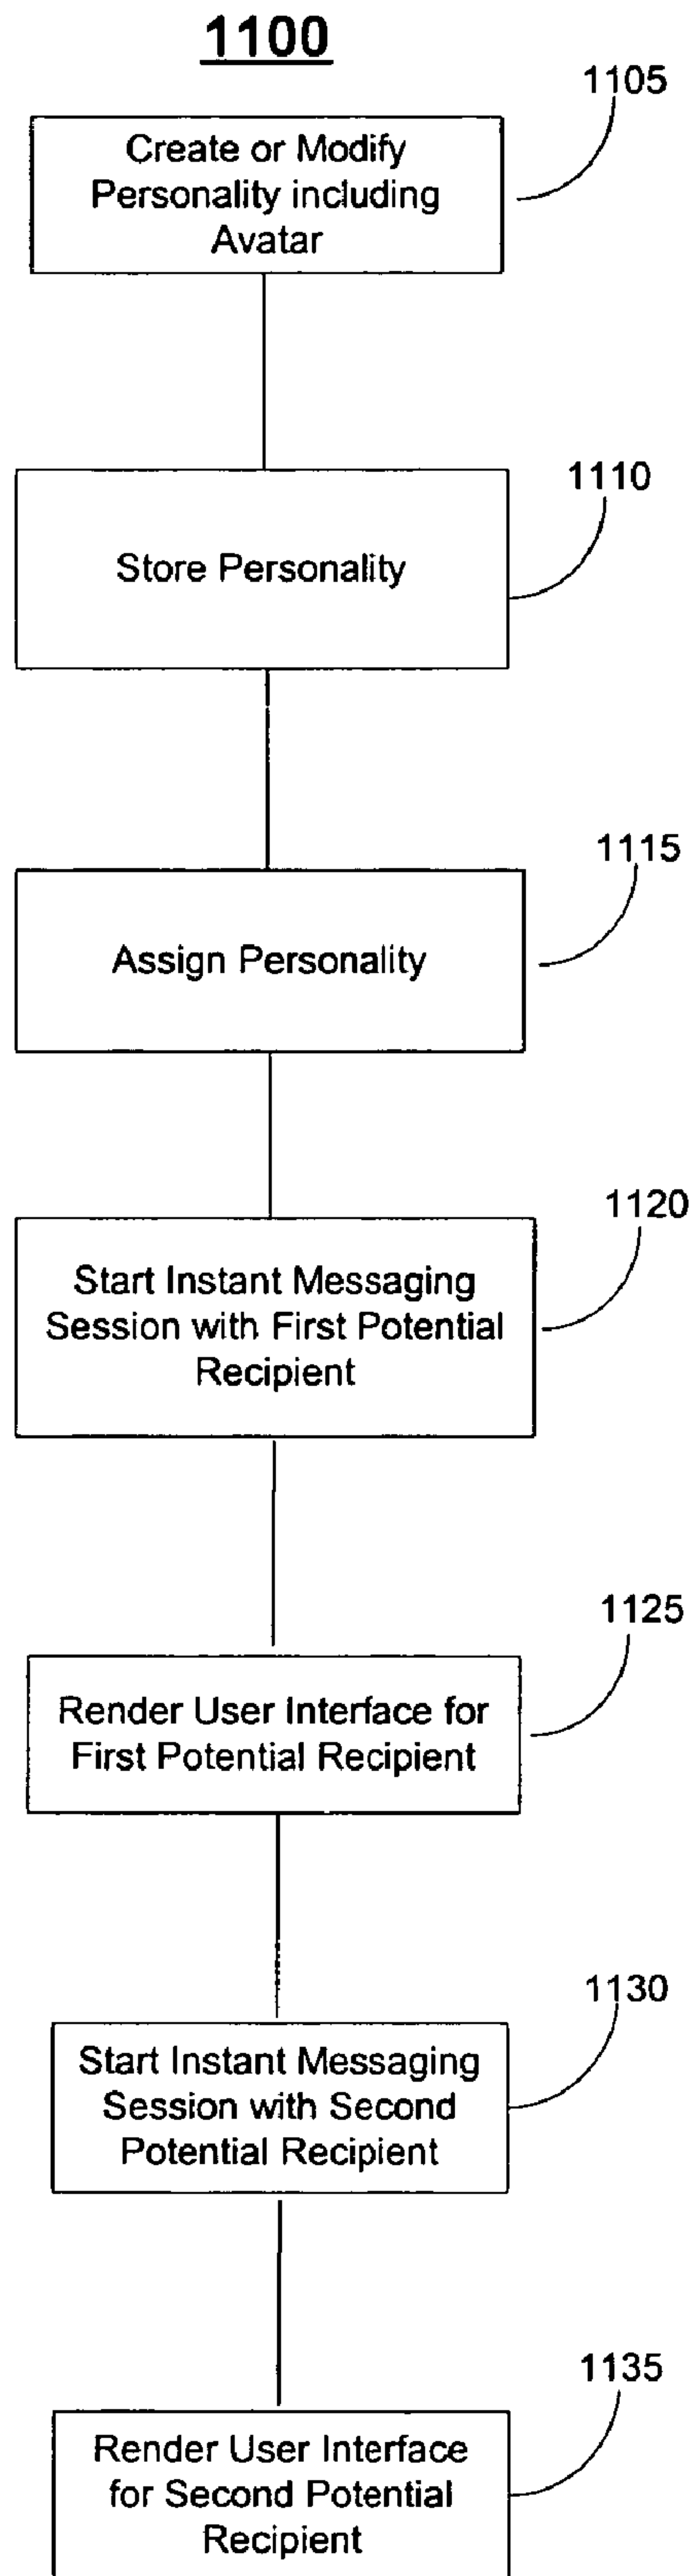 1100
1105
Create or Modify
Personality including
Avatar
1110
Store Personality
1115
Assign Personality
1120
Start Instant Messaging
Session with First Potential
Recipient
1125
Render User Interface for
First Potential Recipient
1130
Start Instant Messaging
Session with Second
Potential Recipient
1135
Render User Interface
for Second Potential
Recipient